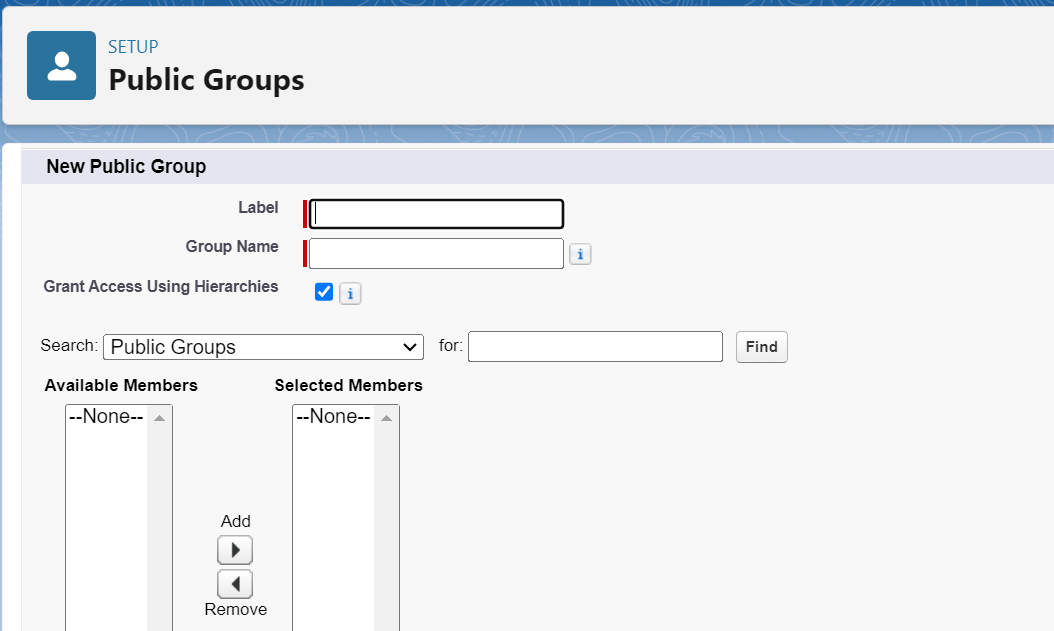 SETUP
Public Groups
New Public Group
Label
Group Name
i
Grant Access Using Hierarchies
i
Search: Public Groups for: Find
Available Members Selected Members
--None-- --None--
Add
Remove